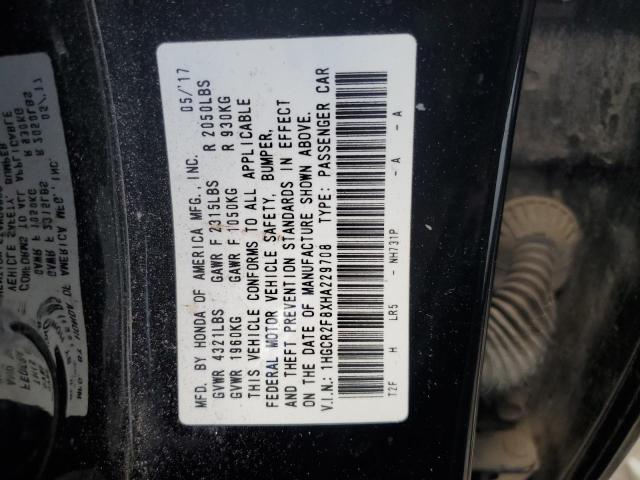 MFD. BY HONDA OF AMERICA MFG., INC. 05/'17
GVWR 4321LBS GAWR F 2315LBS R 2050LBS
GVWR 1960KG GAWR F 1050KG R 930KG
THIS VEHICLE CONFORMS TO ALL APPLICABLE
FEDERAL MOTOR VEHICLE SAFETY, BUMPER,
AND THEFT PREVENTION STANDARDS IN EFFECT
ON THE DATE OF MANUFACTURE SHOWN ABOVE.
V.I.N.: 1HGCR2F8XHA229708 TYPE: PASSENGER CAR
T2F H LR5 - NH731P - A - A